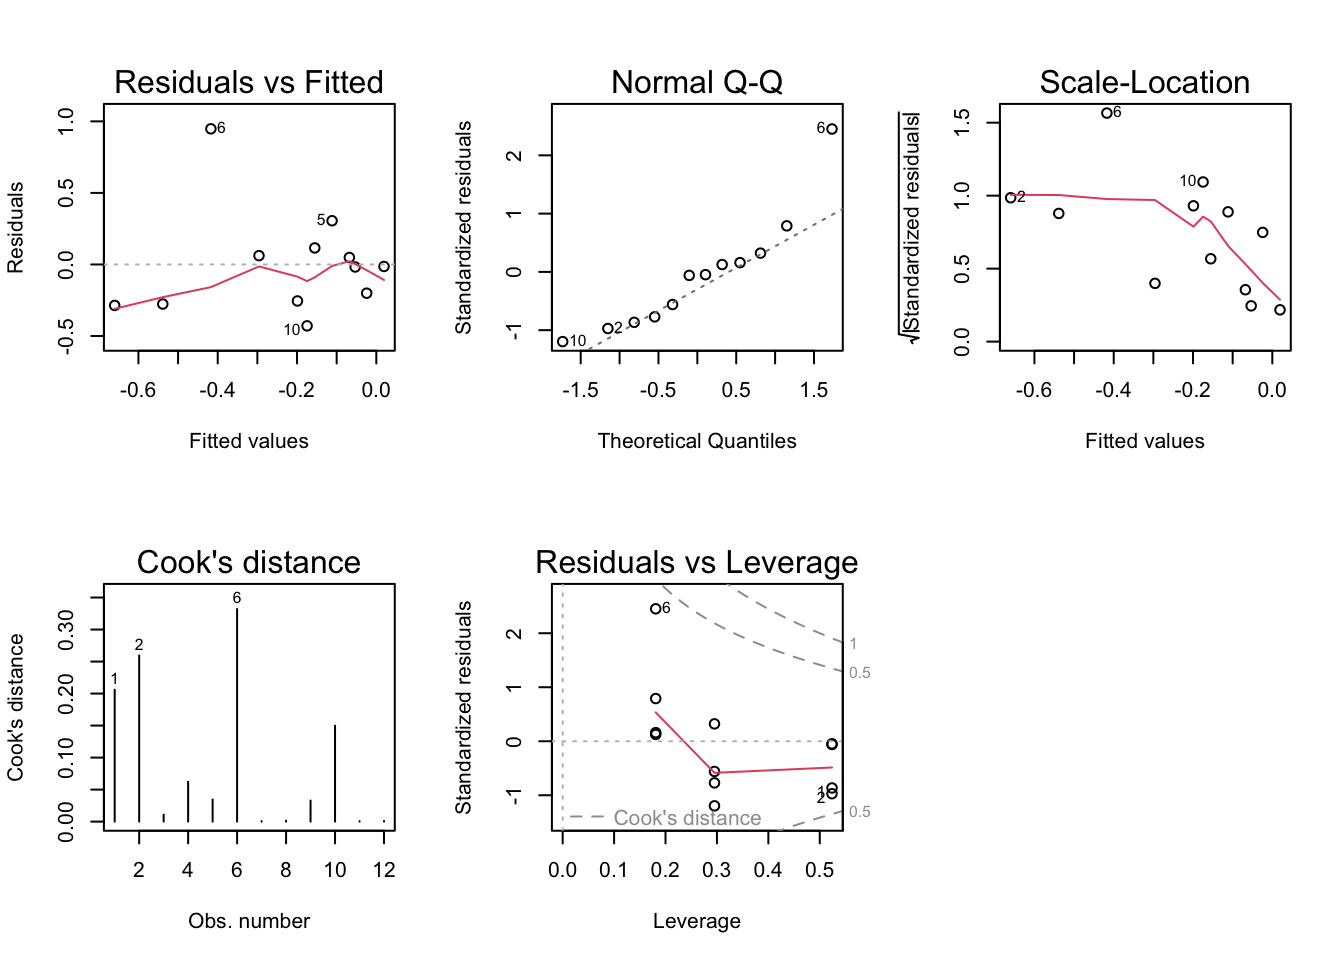 Residuals vs Fitted
Residuals
1.0
0.5
0.0
-0.5
6
5
10
-0.6 -0.4 -0.2 0.0
Fitted values
Normal Q-Q
Standardized residuals
2
1
0
-1
6
2
10
-1.5 -0.5 0.5 1.5
Theoretical Quantiles
Scale-Location
√|Standardized residuals|
1.5
1.0
0.5
0.0
6
10
2
-0.6 -0.4 -0.2 0.0
Fitted values
Cook's distance
Cook's distance
0.30
0.20
0.10
0.00
6
2
1
2 4 6 8 10 12
Obs. number
Residuals vs Leverage
Standardized residuals
2
1
0
-1
6
1
0.5
1
2
0.5
Cook's distance
0.0 0.1 0.2 0.3 0.4 0.5
Leverage